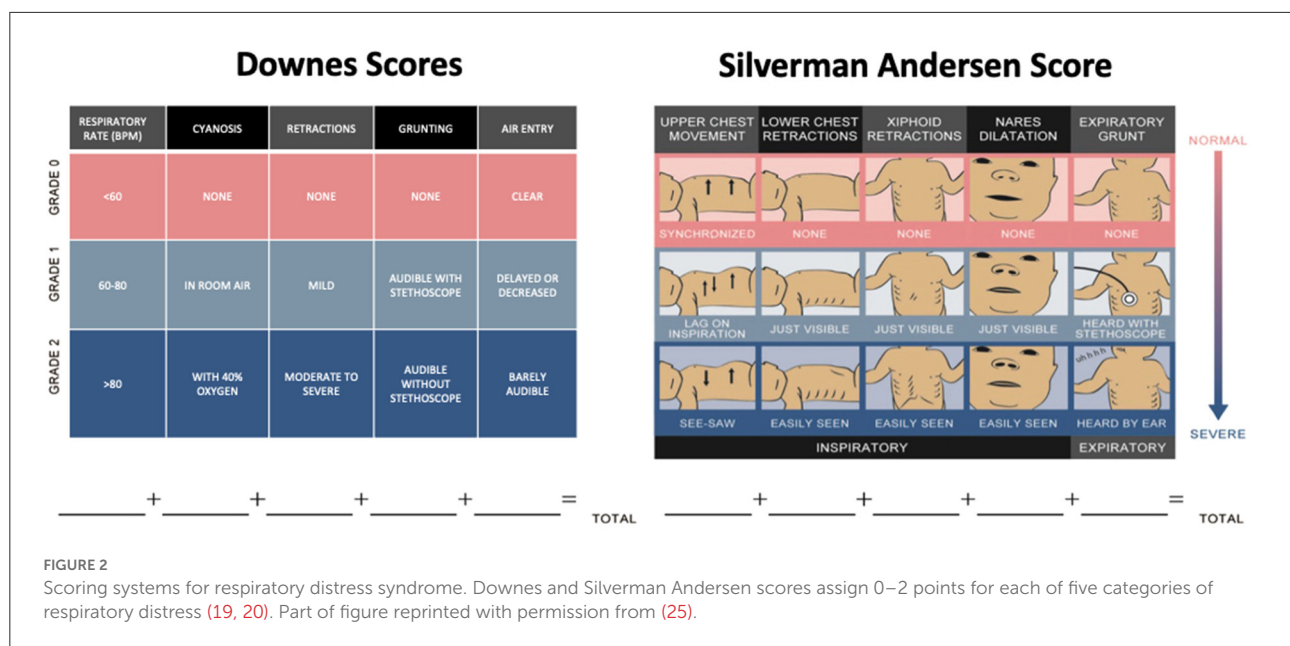 Downes Scores
RESPIRATORY RATE (BPM) CYANOSIS RETRACTIONS GRUNTING AIR ENTRY
GRADE 0 <60 NONE NONE NONE CLEAR
GRADE 1 60-80 IN ROOM AIR MILD AUDIBLE WITH STETHOSCOPE DELAYED OR DECREASED
GRADE 2 >80 WITH 40% OXYGEN MODERATE TO SEVERE AUDIBLE WITHOUT STETHOSCOPE BARELY AUDIBLE
+ + + + =
TOTAL
Silverman Andersen Score
UPPER CHEST MOVEMENT LOWER CHEST RETRACTIONS XIPHOID RETRACTIONS NARES DILATATION EXPIRATORY GRUNT
NORMAL
SYNCHRONIZED NONE NONE NONE NONE
LAG ON INSPIRATION JUST VISIBLE JUST VISIBLE JUST VISIBLE HEARD WITH STETHOSCOPE
uhhhh
SEE-SAW EASILY SEEN EASILY SEEN EASILY SEEN HEARD BY EAR
SEVERE
INSPIRATORY EXPIRATORY
+ + + + =
TOTAL
FIGURE 2
Scoring systems for respiratory distress syndrome. Downes and Silverman Andersen scores assign 0–2 points for each of five categories of
respiratory distress (19, 20). Part of figure reprinted with permission from (25).